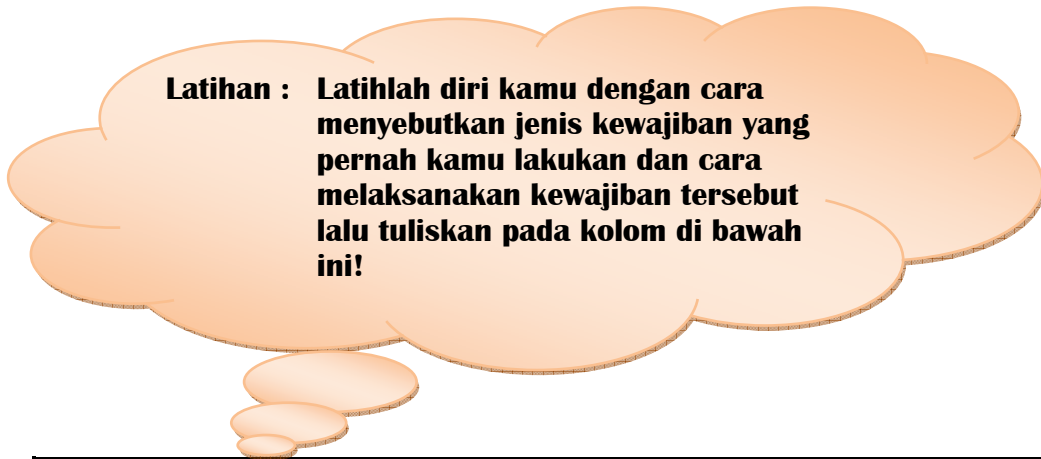 Latihan : Latihlah diri kamu dengan cara
menyebutkan jenis kewajiban yang
pernah kamu lakukan dan cara
melaksanakan kewajiban tersebut
lalu tuliskan pada kolom di bawah
ini!